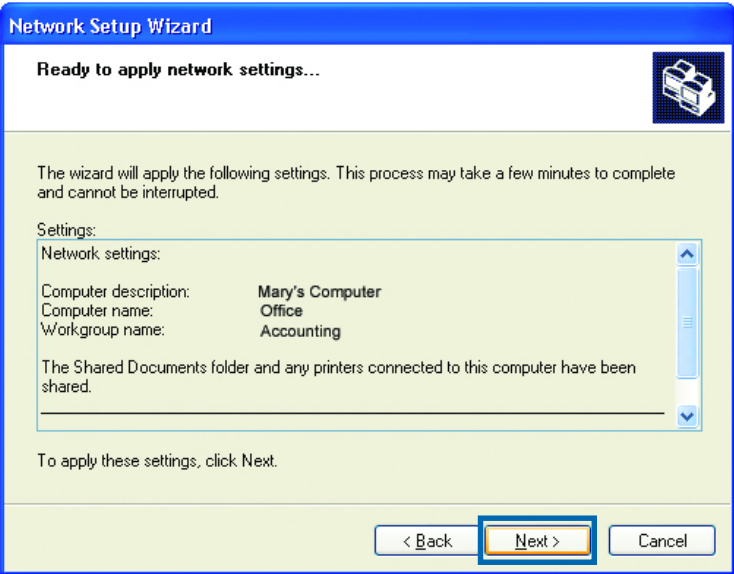 Network Setup Wizard
Ready to apply network settings...
The wizard will apply the following settings. This process may take a few minutes to complete
and cannot be interrupted.
Settings:
Network settings:
Computer description: Mary's Computer
Computer name: Office
Workgroup name: Accounting
The Shared Documents folder and any printers connected to this computer have been
shared.
To apply these settings, click Next.
< Back Next > Cancel